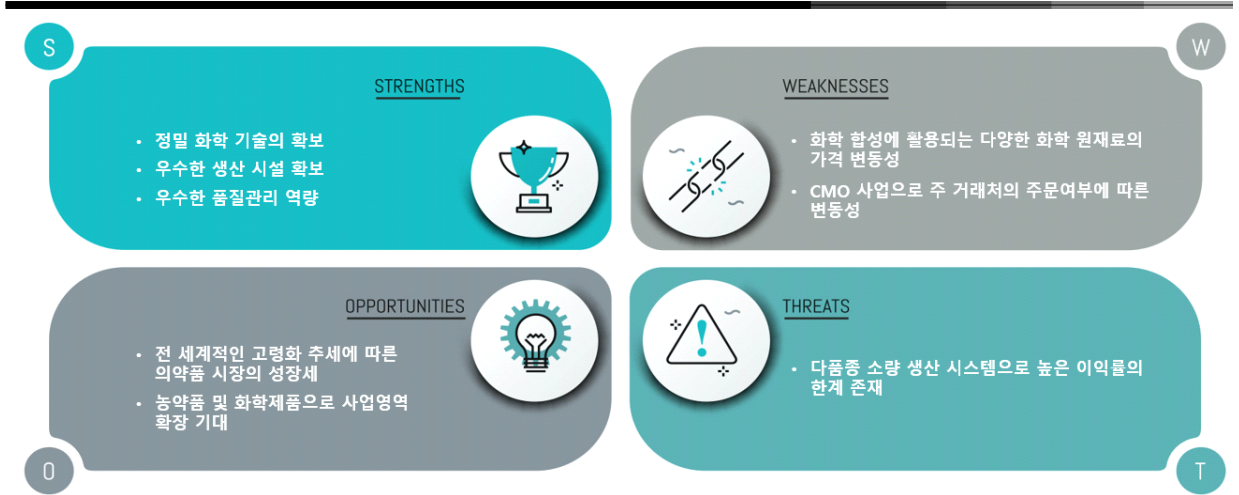 S
STRENGTHS
• 정밀 화학 기술의 확보
• 우수한 생산 시설 확보
• 우수한 품질관리 역량
W
WEAKNESSES
• 화학 합성에 활용되는 다양한 화학 원재료의
가격 변동성
• CMO 사업으로 주 거래처의 주문여부에 따른
변동성
OPPORTUNITIES
• 전 세계적인 고령화 추세에 따른
의약품 시장의 성장세
• 농약품 및 화학제품으로 사업영역
확장 기대
O
THREATS
• 다품종 소량 생산 시스템으로 높은 이익률의
한계 존재
T